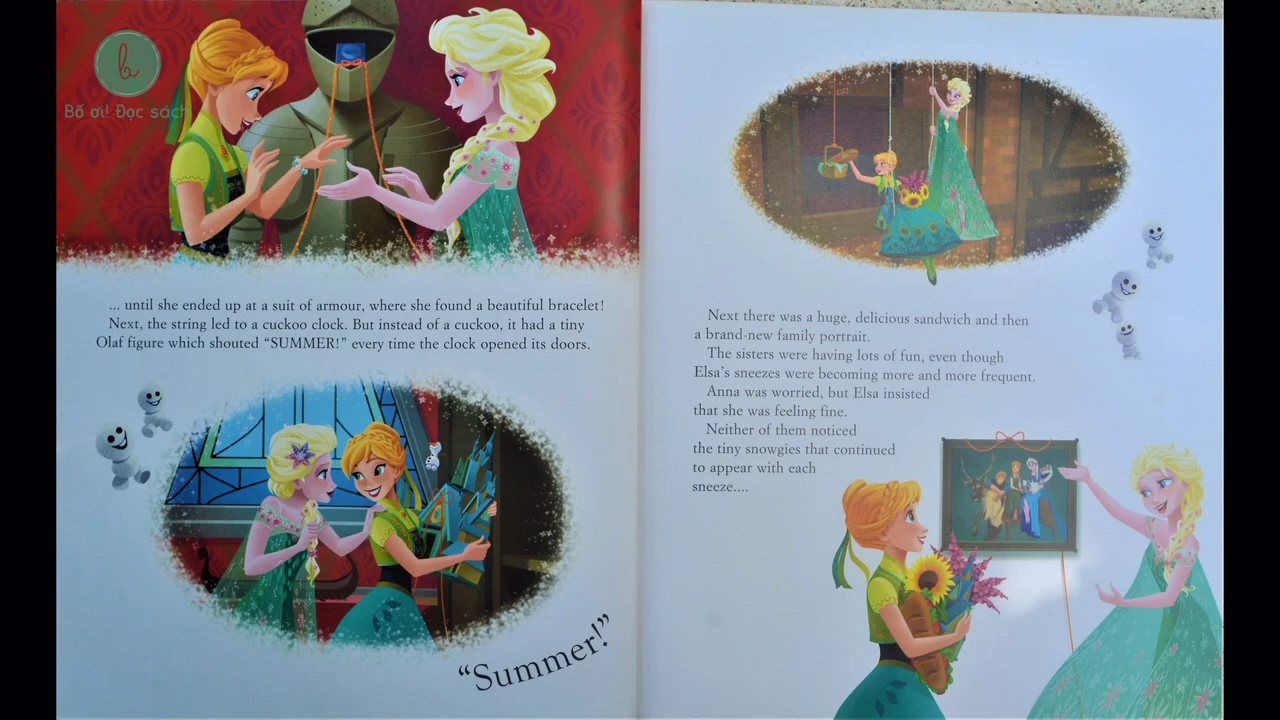 b
Bố ơi! Đọc sách
... until she ended up at a suit of armour, where she found a beautiful bracelet!
Next, the string led to a cuckoo clock. But instead of a cuckoo, it had a tiny
Olaf figure which shouted “SUMMER!” every time the clock opened its doors.
“Summer!”
Next there was a huge, delicious sandwich and then
a brand-new family portrait.
The sisters were having lots of fun, even though
Elsa’s sneezes were becoming more and more frequent.
Anna was worried, but Elsa insisted
that she was feeling fine.
Neither of them noticed
the tiny snowgies that continued
to appear with each
sneeze....